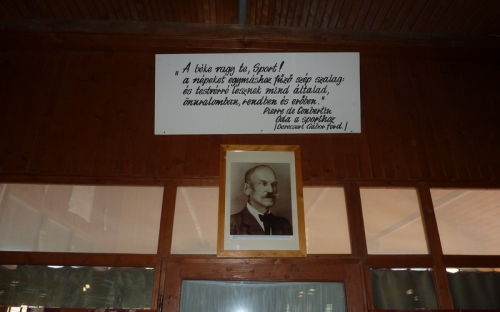 „A béke vagy te, Sport!
a népeket egymáshoz fűző szép szalag:
és testvérré lesznek mind általad,
önuralomban, rendben és erőben."
Pierre de Coubertin
Óda a sporthoz
(Devecseri Gábor ford.)